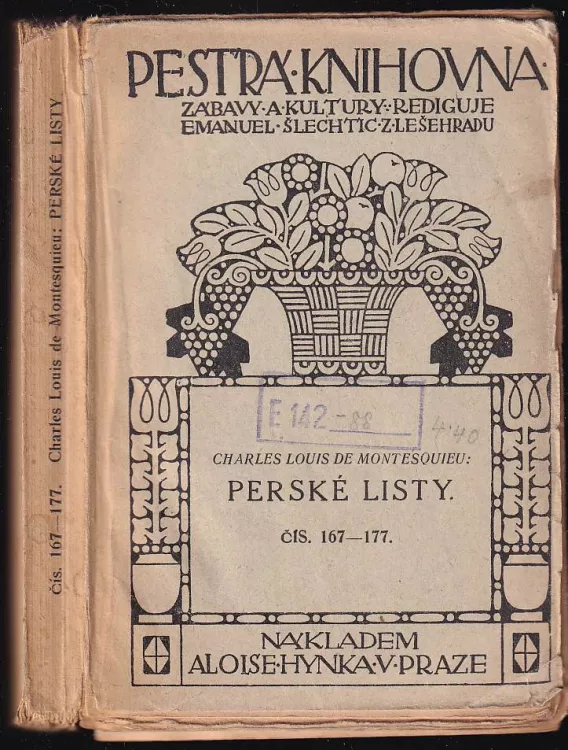 PESTRÁ·KNIHOVNA·
ZÁBAVY·A·KULTURY·:·REDIGUJE
EMANUEL·ŠLECHTIC·Z·LEŠEHRADU
E 142-88
4·40
CHARLES LOUIS DE MONTESQUIEU:
PERSKÉ LISTY.
ČÍS. 167—177.
NÁKLADEM
ALOISE·HYNKA·V·PRAZE
Čís. 167—177. Charles Louis de Montesquieu: PERSKÉ LISTY